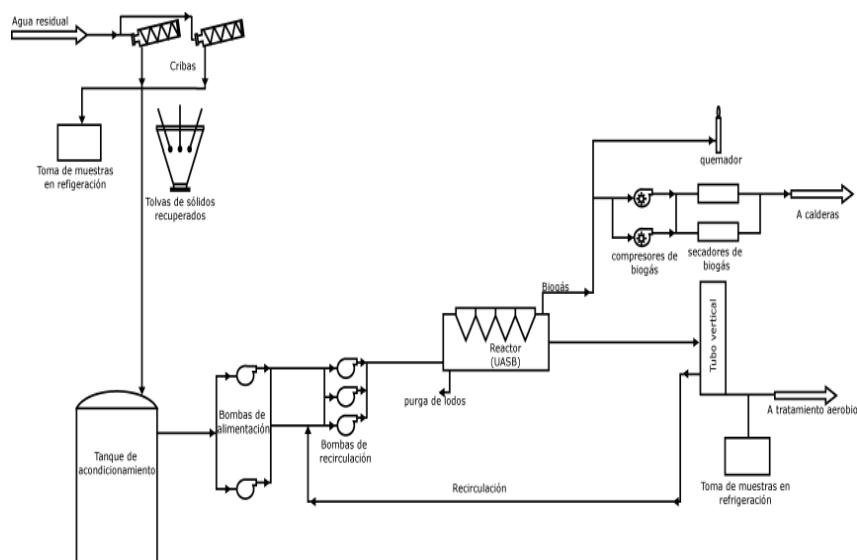 Agua residual
Cribas
Toma de muestras
en refigeración
Tolvas de sólidos
recuperados
quemador
A calderas
compresores de
biogás
secadores de
biogás
Biogás
Reactor
(UASB)
Tubo vertical
purga de lodos
A tratamiento aerobio
Bombas de
alimentación
Bombas de
recirculación
Tanque de
acondicionamiento
Recirculación
Toma de muestras en
refrigeración